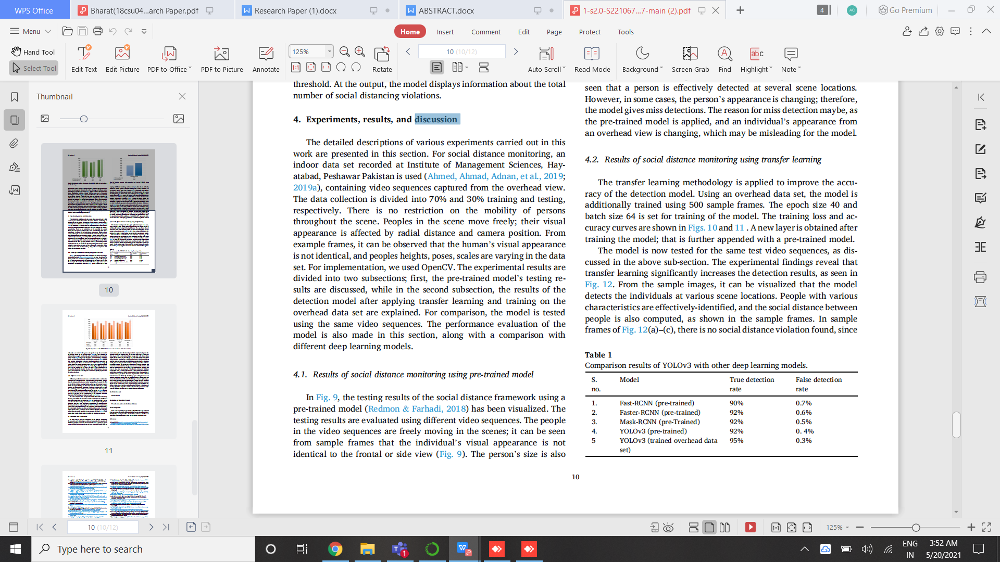 WPS Office
Bharat(18csu04...arch Paper.pdf
Research Paper (1).docx
ABSTRACT.docx
1-s2.0-S221067...7-main (2).pdf
4
AC
Go Premium
Menu
Home
Insert
Comment
Edit
Page
Protect
Tools
Hand Tool
Select Tool
Edit Text
Edit Picture
PDF to Office
PDF to Picture
Annotate
125%
Rotate
10 (10/12)
Auto Scroll
Read Mode
Background
Screen Grab
Find
Highlight
Note
Thumbnail
10
11
threshold. At the output, the model displays information about the total
number of social distancing violations.
4. Experiments, results, and discussion
The detailed descriptions of various experiments carried out in this
work are presented in this section. For social distance monitoring, an
indoor data set recorded at Institute of Management Sciences, Hay-
atabad, Peshawar Pakistan is used (Ahmed, Ahmad, Adnan, et al., 2019;
2019a), containing video sequences captured from the overhead view.
The data collection is divided into 70% and 30% training and testing,
respectively. There is no restriction on the mobility of persons
throughout the scene. Peoples in the scene move freely; their visual
appearance is affected by radial distance and camera position. From
example frames, it can be observed that the human's visual appearance
is not identical, and peoples heights, poses, scales are varying in the data
set. For implementation, we used OpenCV. The experimental results are
divided into two subsections; first, the pre-trained model's testing re-
sults are discussed, while in the second subsection, the results of the
detection model after applying transfer learning and training on the
overhead data set are explained. For comparison, the model is tested
using the same video sequences. The performance evaluation of the
model is also made in this section, along with a comparison with
different deep learning models.
4.1. Results of social distance monitoring using pre-trained model
In Fig. 9, the testing results of the social distance framework using a
pre-trained model (Redmon & Farhadi, 2018) has been visualized. The
testing results are evaluated using different video sequences. The people
in the video sequences are freely moving in the scenes; it can be seen
from sample frames that the individual's visual appearance is not
identical to the frontal or side view (Fig. 9). The person's size is also
seen that a person is effectively detected at several scene locations.
However, in some cases, the person's appearance is changing; therefore,
the model gives miss detections. The reason for miss detection maybe, as
the pre-trained model is applied, and an individual's appearance from
an overhead view is changing, which may be misleading for the model.
4.2. Results of social distance monitoring using transfer learning
The transfer learning methodology is applied to improve the accu-
racy of the detection model. Using an overhead data set, the model is
additionally trained using 500 sample frames. The epoch size 40 and
batch size 64 is set for training of the model. The training loss and ac-
curacy curves are shown in Figs. 10 and 11 . A new layer is obtained after
training the model; that is further appended with a pre-trained model.
The model is now tested for the same test video sequences, as dis-
cussed in the above sub-section. The experimental findings reveal that
transfer learning significantly increases the detection results, as seen in
Fig. 12. From the sample images, it can be visualized that the model
detects the individuals at various scene locations. People with various
characteristics are effectively-identified, and the social distance between
people is also computed, as shown in the sample frames. In sample
frames of Fig. 12(a)–(c), there is no social distance violation found, since
Table 1
Comparison results of YOLOv3 with other deep learning models.
S. no. Model True detection rate False detection rate
1. Fast-RCNN (pre-trained) 90% 0.7%
2. Faster-RCNN (pre-trained) 92% 0.6%
3. Mask-RCNN (pre-Trained) 92% 0.5%
4. YOLOv3 (pre-trained) 92% 0. 4%
5 YOLOv3 (trained overhead data set) 95% 0.3%
10
10 (10/12)
125%
Type here to search
1
ENG
IN
3:52 AM
5/20/2021